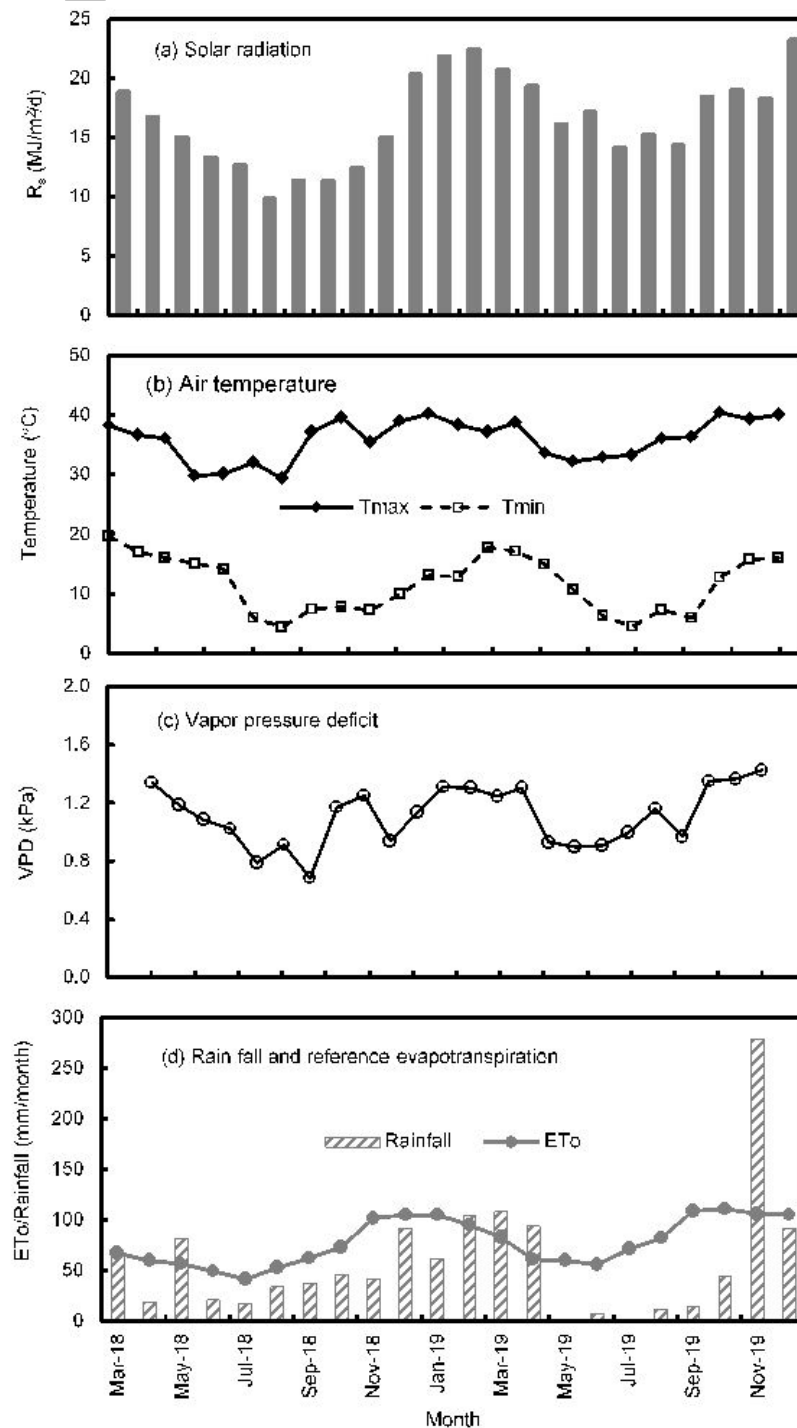 (a) Solar radiation
25
20
15
10
5
0
Rₛ (MJ/m²/d)
(b) Air temperature
50
40
30
20
10
0
Temperature (°C)
Tmax Tmin
(c) Vapor pressure deficit
2.0
1.6
1.2
0.8
0.4
0.0
VPD (kPa)
(d) Rain fall and reference evapotranspiration
300
250
200
150
100
50
0
ETo/Rainfall (mm/month)
Rainfall ETo
Mar-18 May-18 Jul-18 Sep-18 Nov-18 Jan-19 Mar-19 May-19 Jul-19 Sep-19 Nov-19
Month